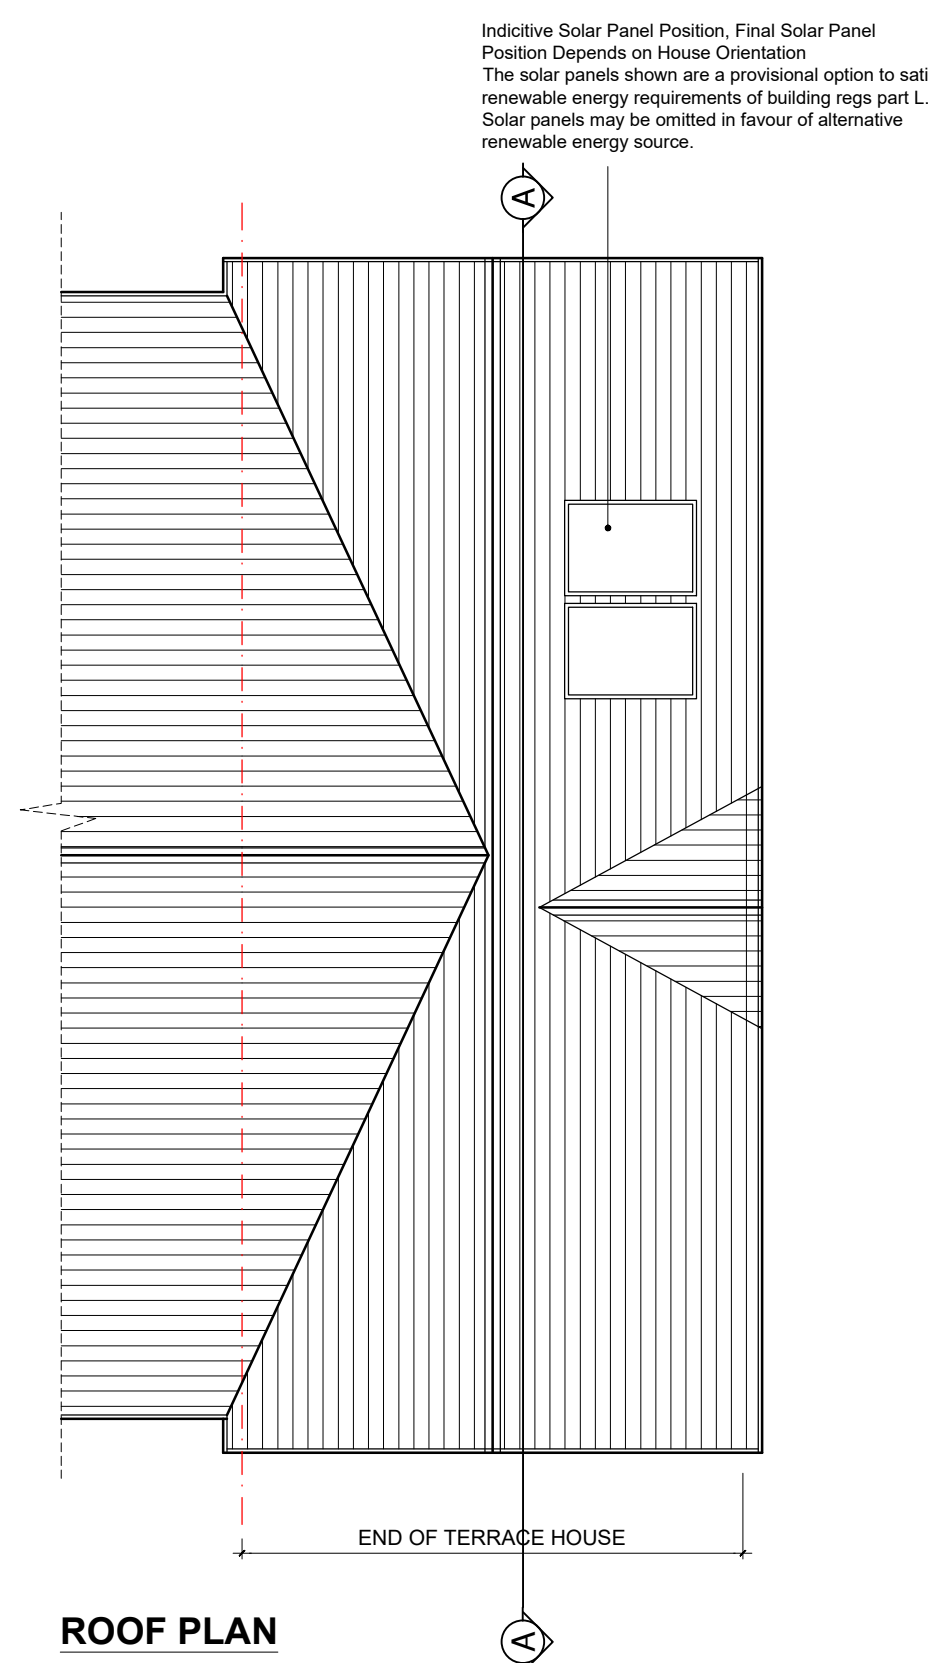 Indicitive Solar Panel Position, Final Solar Panel
Position Depends on House Orientation
The solar panels shown are a provisional option to sati
renewable energy requirements of building regs part L.
Solar panels may be omitted in favour of alternative
renewable energy source.
A
END OF TERRACE HOUSE
ROOF PLAN
A